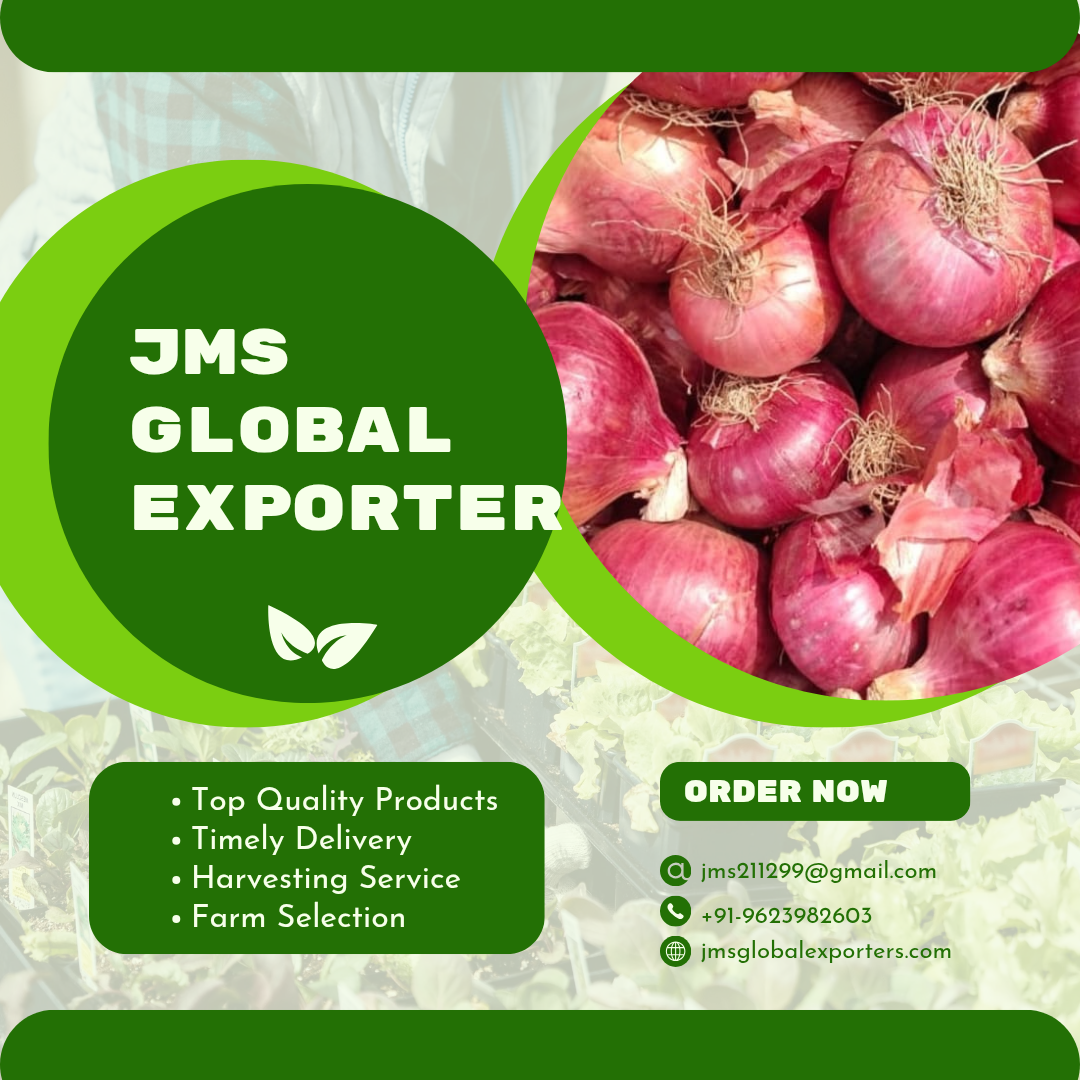 JMS
GLOBAL
EXPORTER
• Top Quality Products
• Timely Delivery
• Harvesting Service
• Farm Selection
ORDER NOW
jms211299@gmail.com
+91-9623982603
jmsglobalexporters.com